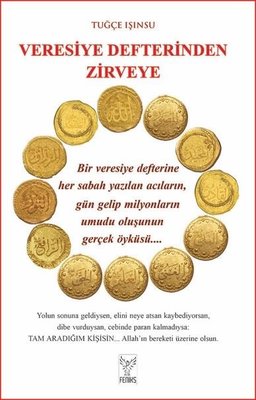 TUĞÇE IŞINSU
VERESİYE DEFTERİNDEN
ZİRVEYE
Bir veresiye defterine
her sabah yazılan acıların,
gün gelip milyonların
umudu oluşunun
gerçek öyküsü....
Yolun sonuna geldiysen, elini neye atsan kaybediyorsan,
dibe vurduysan, cebinde paran kalmadıysa:
TAM ARADIĞIM KİŞİSİN... Allah'ın bereketi üzerine olsun.
FENİKS